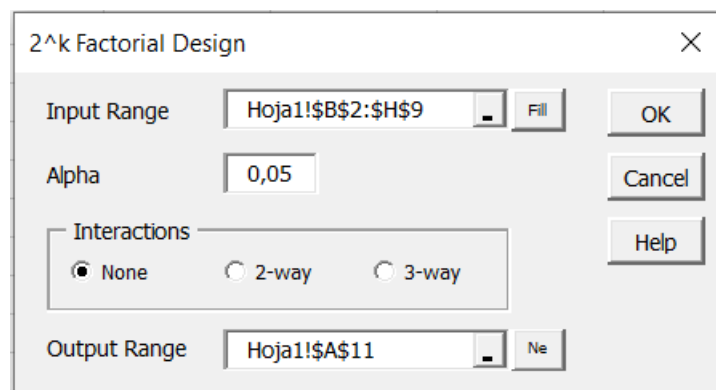 2^k Factorial Design
Input Range Hoja1!$B$2:$H$9 Fill OK
Alpha 0,05 Cancel
Interactions
None 2-way 3-way Help
Output Range Hoja1!$A$11 Ne